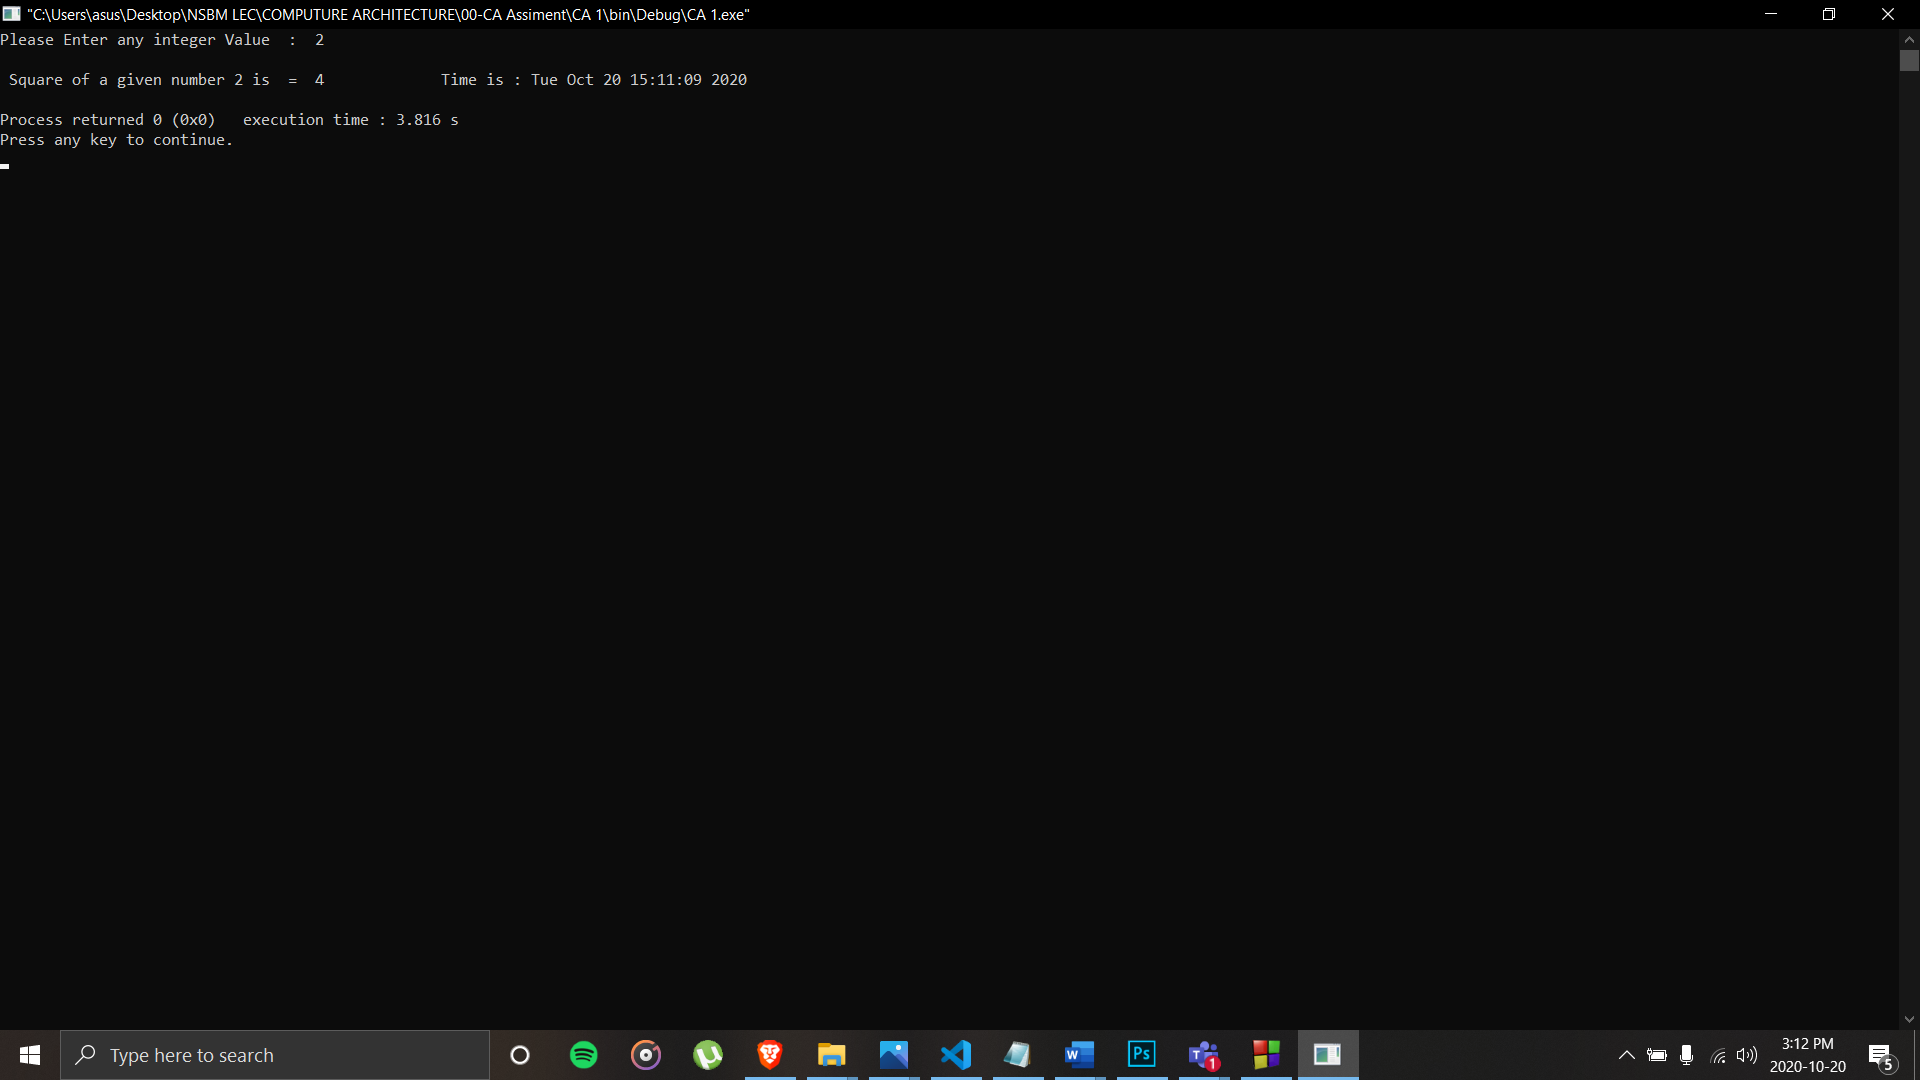 "C:\Users\asus\Desktop\NSBM LEC\COMPUTURE ARCHITECTURE\00-CA Assiment\CA 1\bin\Debug\CA 1.exe"
Please Enter any integer Value  :  2
Square of a given number 2 is  =  4             Time is : Tue Oct 20 15:11:09 2020
Process returned 0 (0x0)   execution time : 3.816 s
Press any key to continue.
Type here to search
W
Ps
T
1
3:12 PM
2020-10-20
5